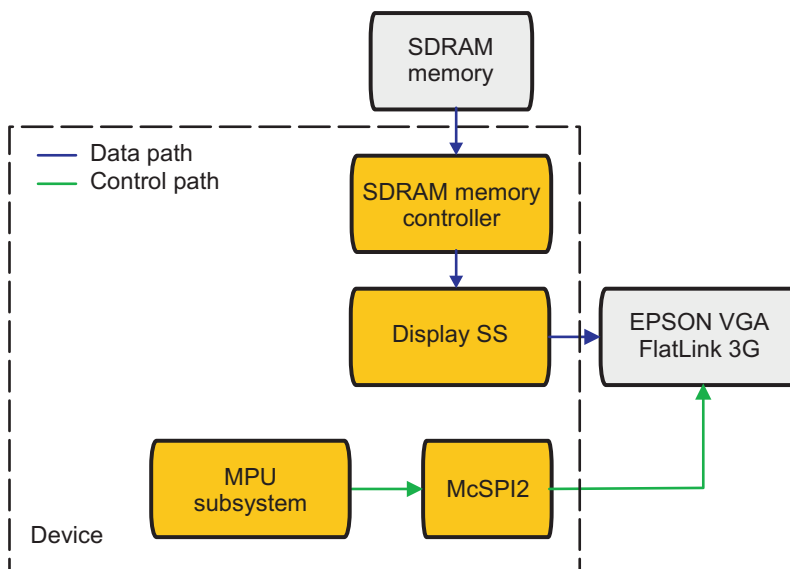 SDRAM
memory
Data path
Control path
SDRAM memory
controller
Display SS
EPSON VGA
FlatLink 3G
MPU
subsystem
McSPI2
Device